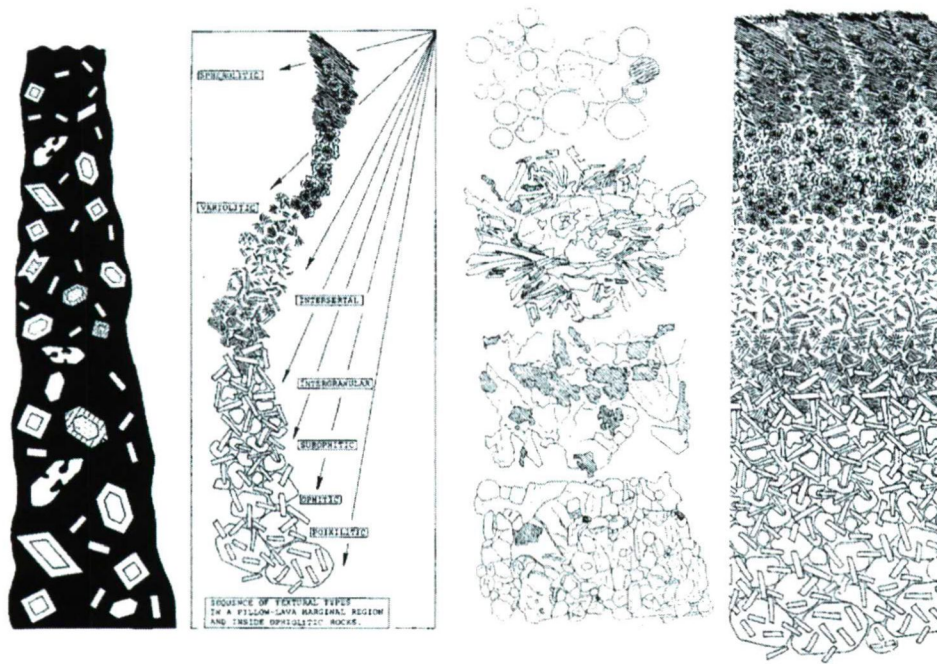 SPHERULITIC
VARIOLITIC
INTERSERTAL
INTERGRANULAR
SUBOPHITIC
OPHITIC
POIKILITIC
SEQUENCE OF TEXTURAL TYPES
IN A PILLOW-LAVA MARGINAL REGION
AND INSIDE OPHIOLITIC ROCKS.